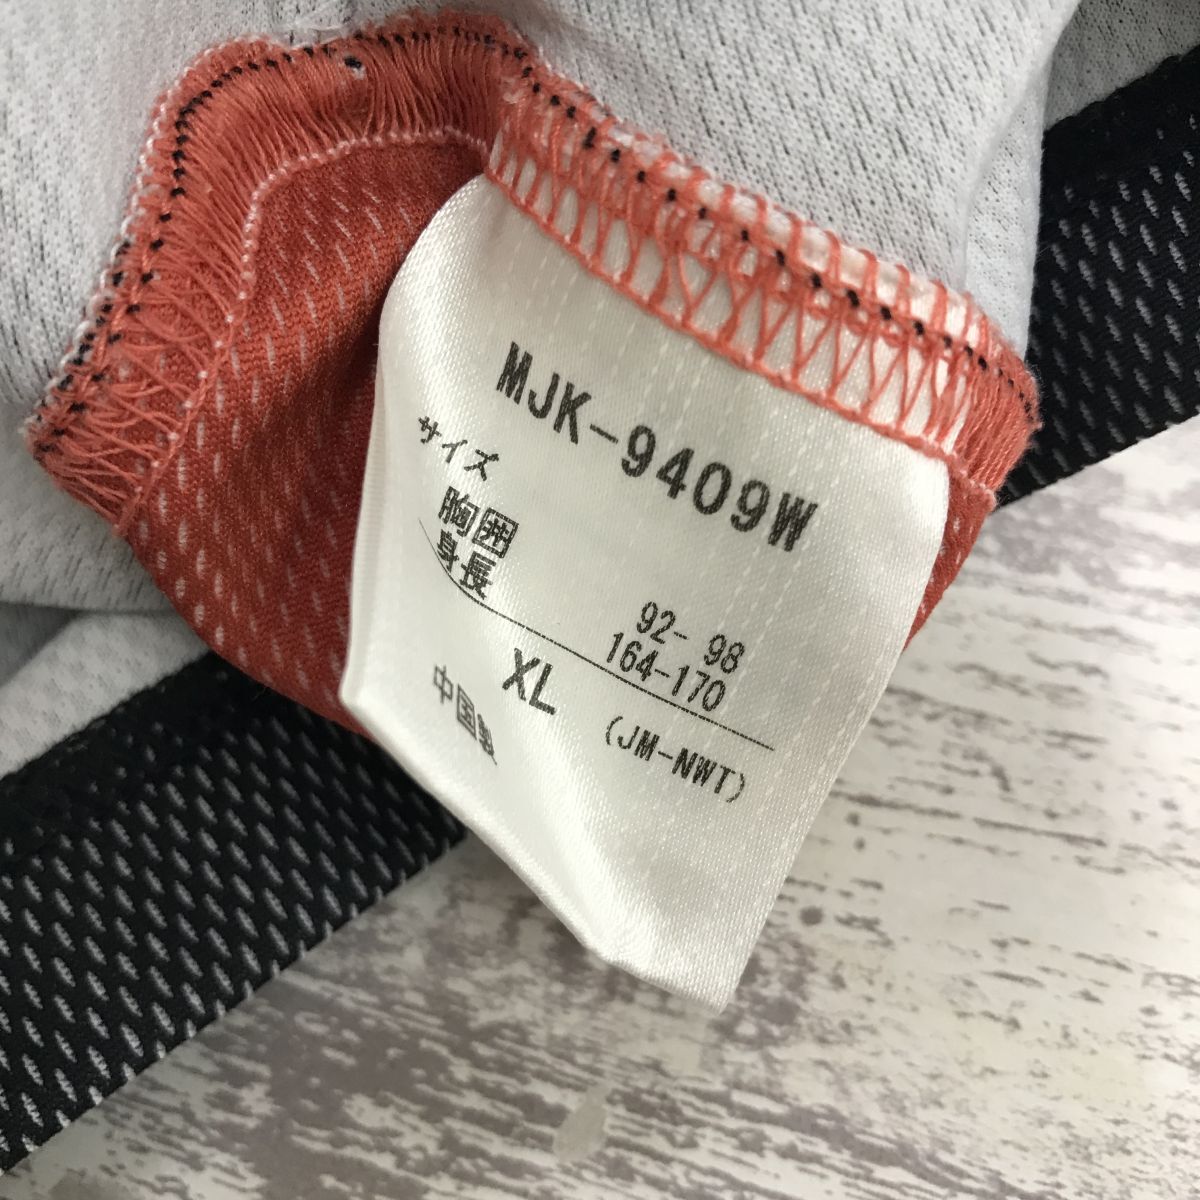 MJK-9409W
サイズ
胸囲 92- 98
身長 164-170
XL (JM-NWT)
中国製